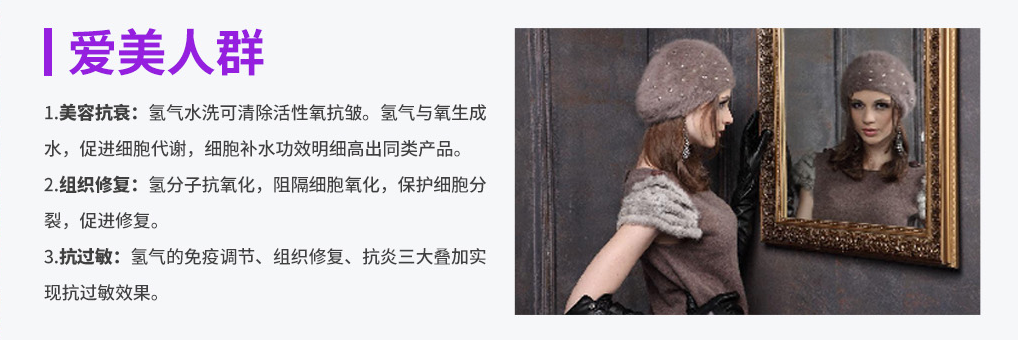 爱美人群
1.美容抗衰：氢气水洗可清除活性氧抗皱。氢气与氧生成
水，促进细胞代谢，细胞补水功效明细高出同类产品。
2.组织修复：氢分子抗氧化，阻隔细胞氧化，保护细胞分
裂，促进修复。
3.抗过敏：氢气的免疫调节、组织修复、抗炎三大叠加实
现抗过敏效果。